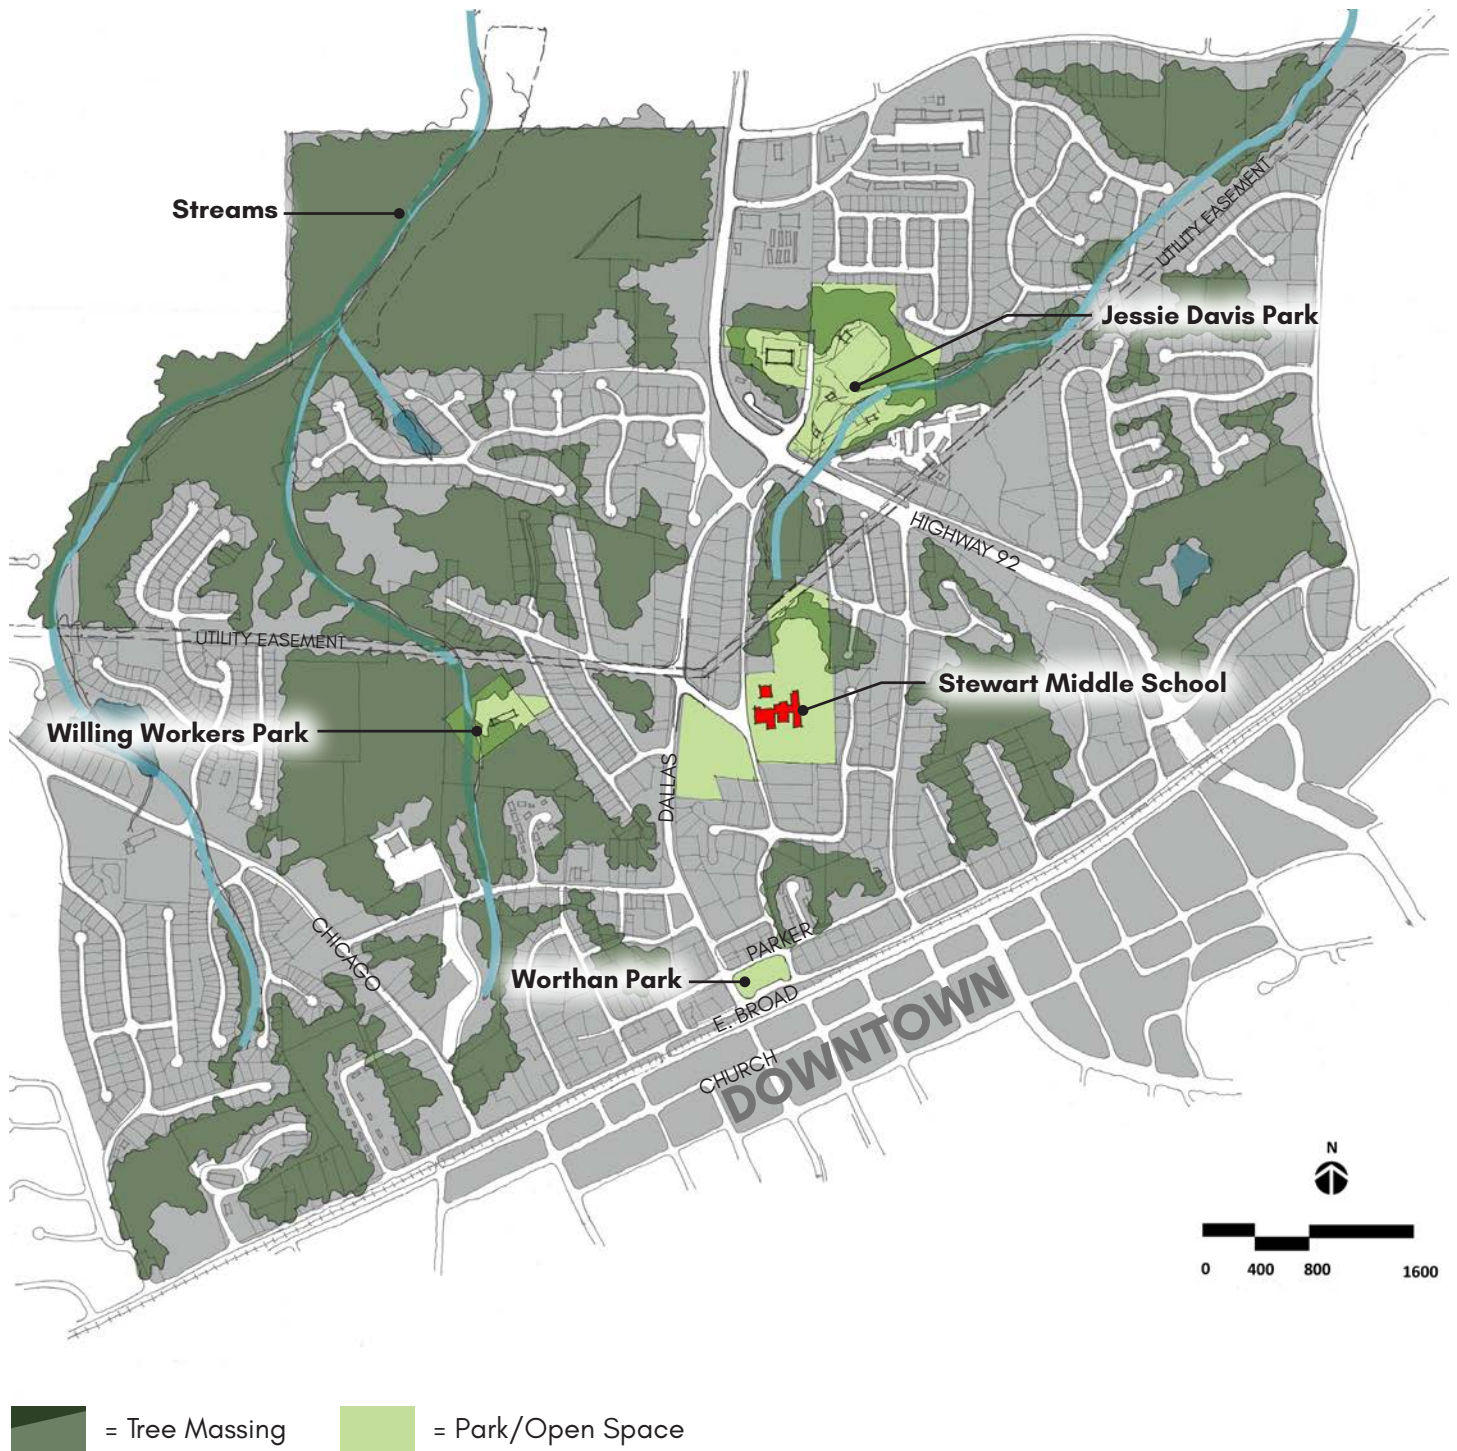 Streams
UTILITY EASEMENT
Jessie Davis Park
HIGHWAY 92
UTILITY EASEMENT
Stewart Middle School
Willing Workers Park
DALLAS
CHICAGO
PARKER
Worthan Park
E. BROAD
DOWNTOWN
CHURCH
N
0 400 800 1600
= Tree Massing
= Park/Open Space